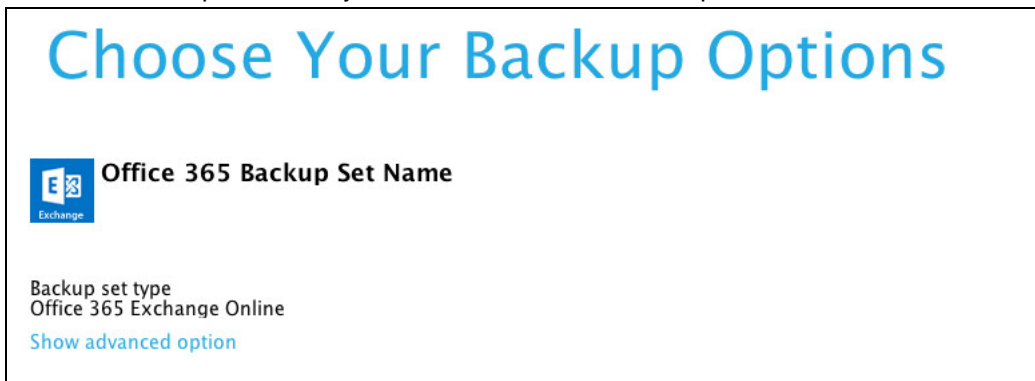 Choose Your Backup Options
Office 365 Backup Set Name
E
Exchange
Backup set type
Office 365 Exchange Online
Show advanced option